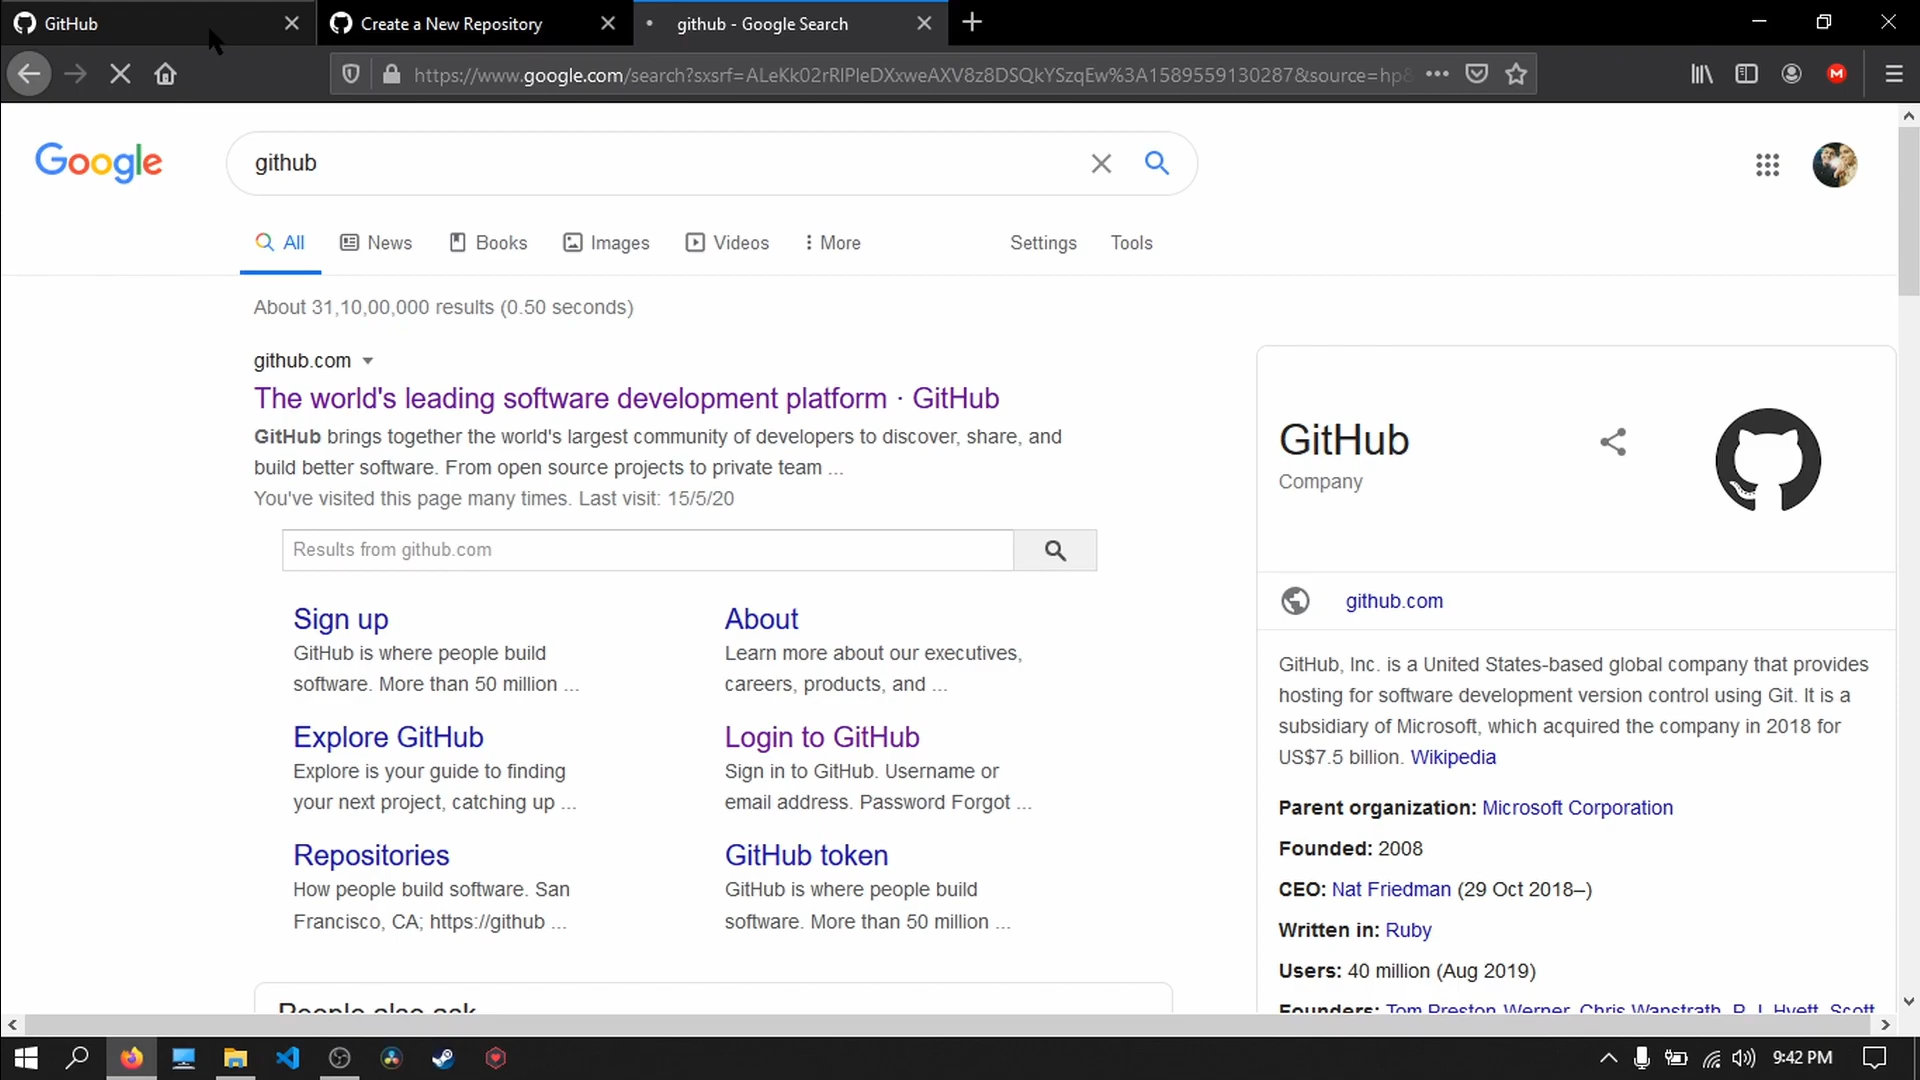 GitHub
Create a New Repository
github - Google Search
https://www.google.com/search?sxsrf=ALeKk02rRIPleDXxweAXV8z8DSQkYSzqEw%3A1589559130287&source=hp&
M
Google
github
All
News
Books
Images
Videos
More
Settings
Tools
About 31,10,00,000 results (0.50 seconds)
github.com
The world's leading software development platform · GitHub
GitHub brings together the world's largest community of developers to discover, share, and
build better software. From open source projects to private team ...
You've visited this page many times. Last visit: 15/5/20
Results from github.com
Sign up
GitHub is where people build
software. More than 50 million ...
About
Learn more about our executives,
careers, products, and ...
Explore GitHub
Explore is your guide to finding
your next project, catching up ...
Login to GitHub
Sign in to GitHub. Username or
email address. Password Forgot ...
Repositories
How people build software. San
Francisco, CA; https://github ...
GitHub token
GitHub is where people build
software. More than 50 million ...
People also ask
GitHub
Company
github.com
GitHub, Inc. is a United States-based global company that provides
hosting for software development version control using Git. It is a
subsidiary of Microsoft, which acquired the company in 2018 for
US$7.5 billion. Wikipedia
Parent organization: Microsoft Corporation
Founded: 2008
CEO: Nat Friedman (29 Oct 2018–)
Written in: Ruby
Users: 40 million (Aug 2019)
Founders: Tom Preston-Werner, Chris Wanstrath, P. J. Hyett, Scott
9:42 PM